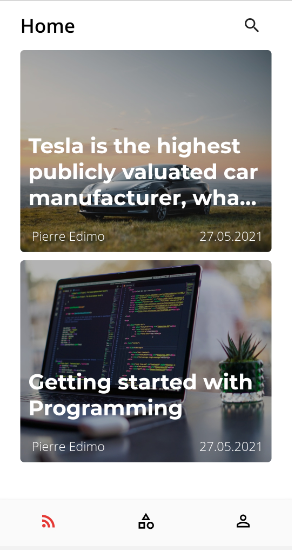 Home
Tesla is the highest
publicly valuated car
manufacturer, wha...
Pierre Edimo 27.05.2021
Getting started with
Programming
Pierre Edimo 27.05.2021